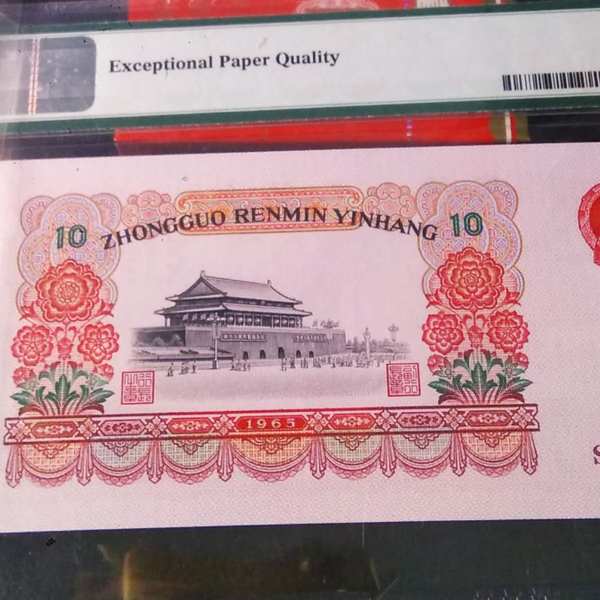 Exceptional Paper Quality
10 ZHONGGUO RENMIN YINHANG 10
1965
S